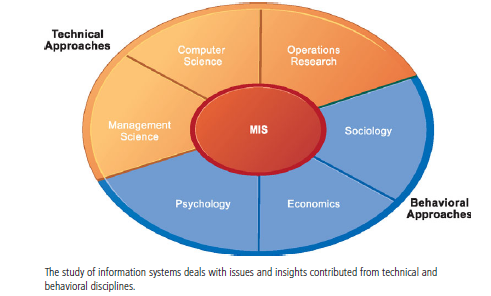 Technical
Approaches
Computer
Science
Operations
Research
Management
Science
MIS
Sociology
Psychology
Economics
Behavioral
Approaches
The study of information systems deals with issues and insights contributed from technical and
behavioral disciplines.